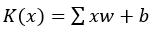 K(x) = ∑ xw + b